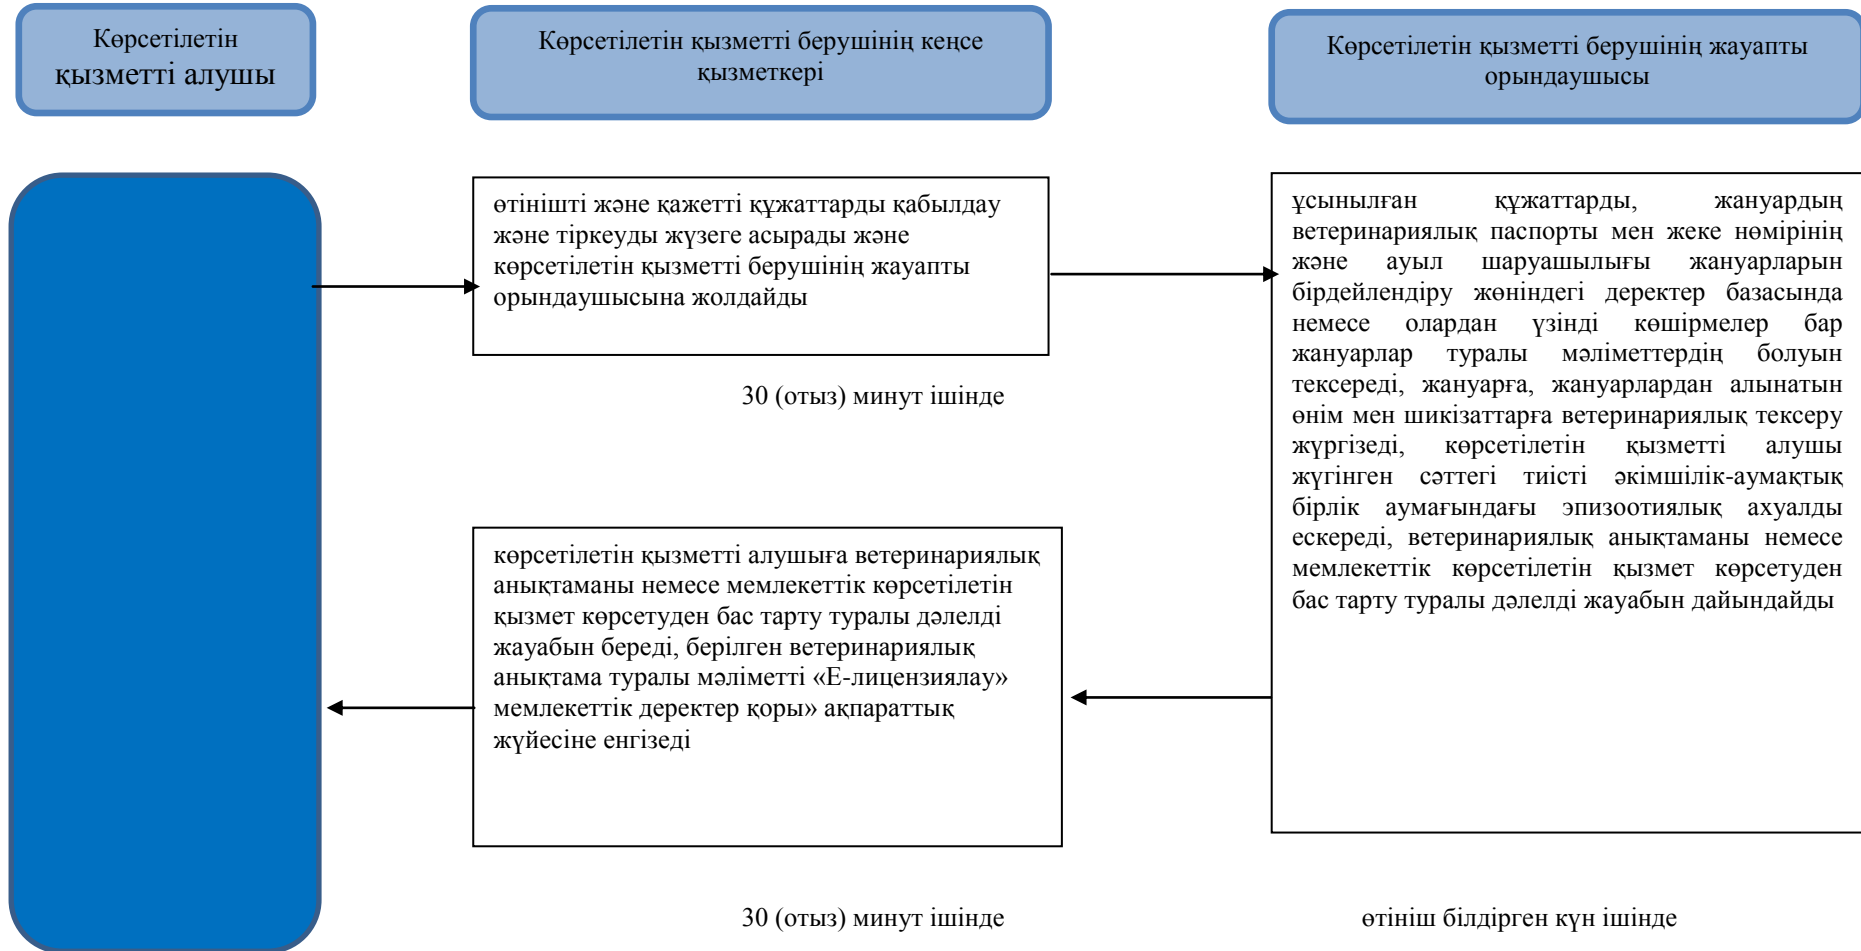 Көрсетілетін
қызметті алушы
Көрсетілетін қызметті берушінің кеңсе
қызметкері
Көрсетілетін қызметті берушінің жауапты
орындаушысы
өтінішті және қажетті құжаттарды қабылдау
және тіркеуды жүзеге асырады және
көрсетілетін қызметті берушінің жауапты
орындаушысына жолдайды
30 (отыз) минут ішінде
ұсынылған құжаттарды, жануардың
ветеринариялық паспорты мен жеке нөмірінің
және ауыл шаруашылығы жануарларын
бірдейлендіру жөніндегі деректер базасында
немесе олардан үзінді көшірмелер бар
жануарлар туралы мәліметтердің болуын
тексереді, жануарға, жануарлардан алынатын
өнім мен шикізаттарға ветеринариялық тексеру
жүргізеді, көрсетілетін қызметті алушы
жүгінген сәттегі тиісті әкімшілік-аумақтық
бірлік аумағындағы эпизоотиялық ахуалды
ескереді, ветеринариялық анықтаманы немесе
мемлекеттік көрсетілетін қызмет көрсетуден
бас тарту туралы дәлелді жауабын дайындайды
көрсетілетін қызметті алушыға ветеринариялық
анықтаманы немесе мемлекеттік көрсетілетін
қызмет көрсетуден бас тарту туралы дәлелді
жауабын береді, берілген ветеринариялық
анықтама туралы мәліметті «Е-лицензиялау»
мемлекеттік деректер қоры» ақпараттық
жүйесіне енгізеді
30 (отыз) минут ішінде
өтініш білдірген күн ішінде